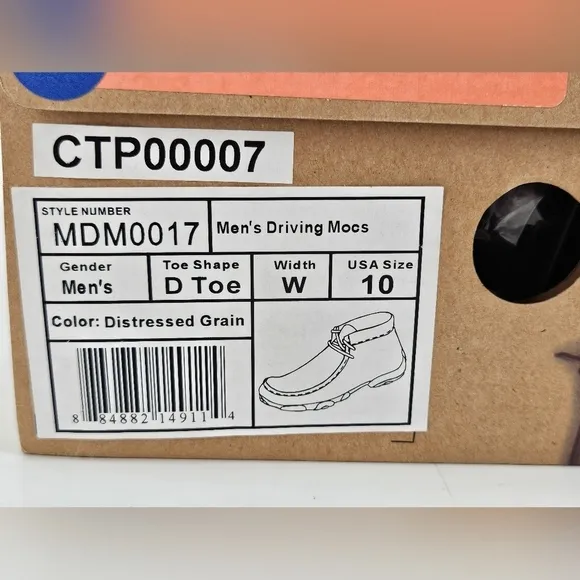 CTP00007
STYLE NUMBER
MDM0017
Men's Driving Mocs
Gender
Men's
Toe Shape
D Toe
Width
W
USA Size
10
Color: Distressed Grain
8 84882 14911 4